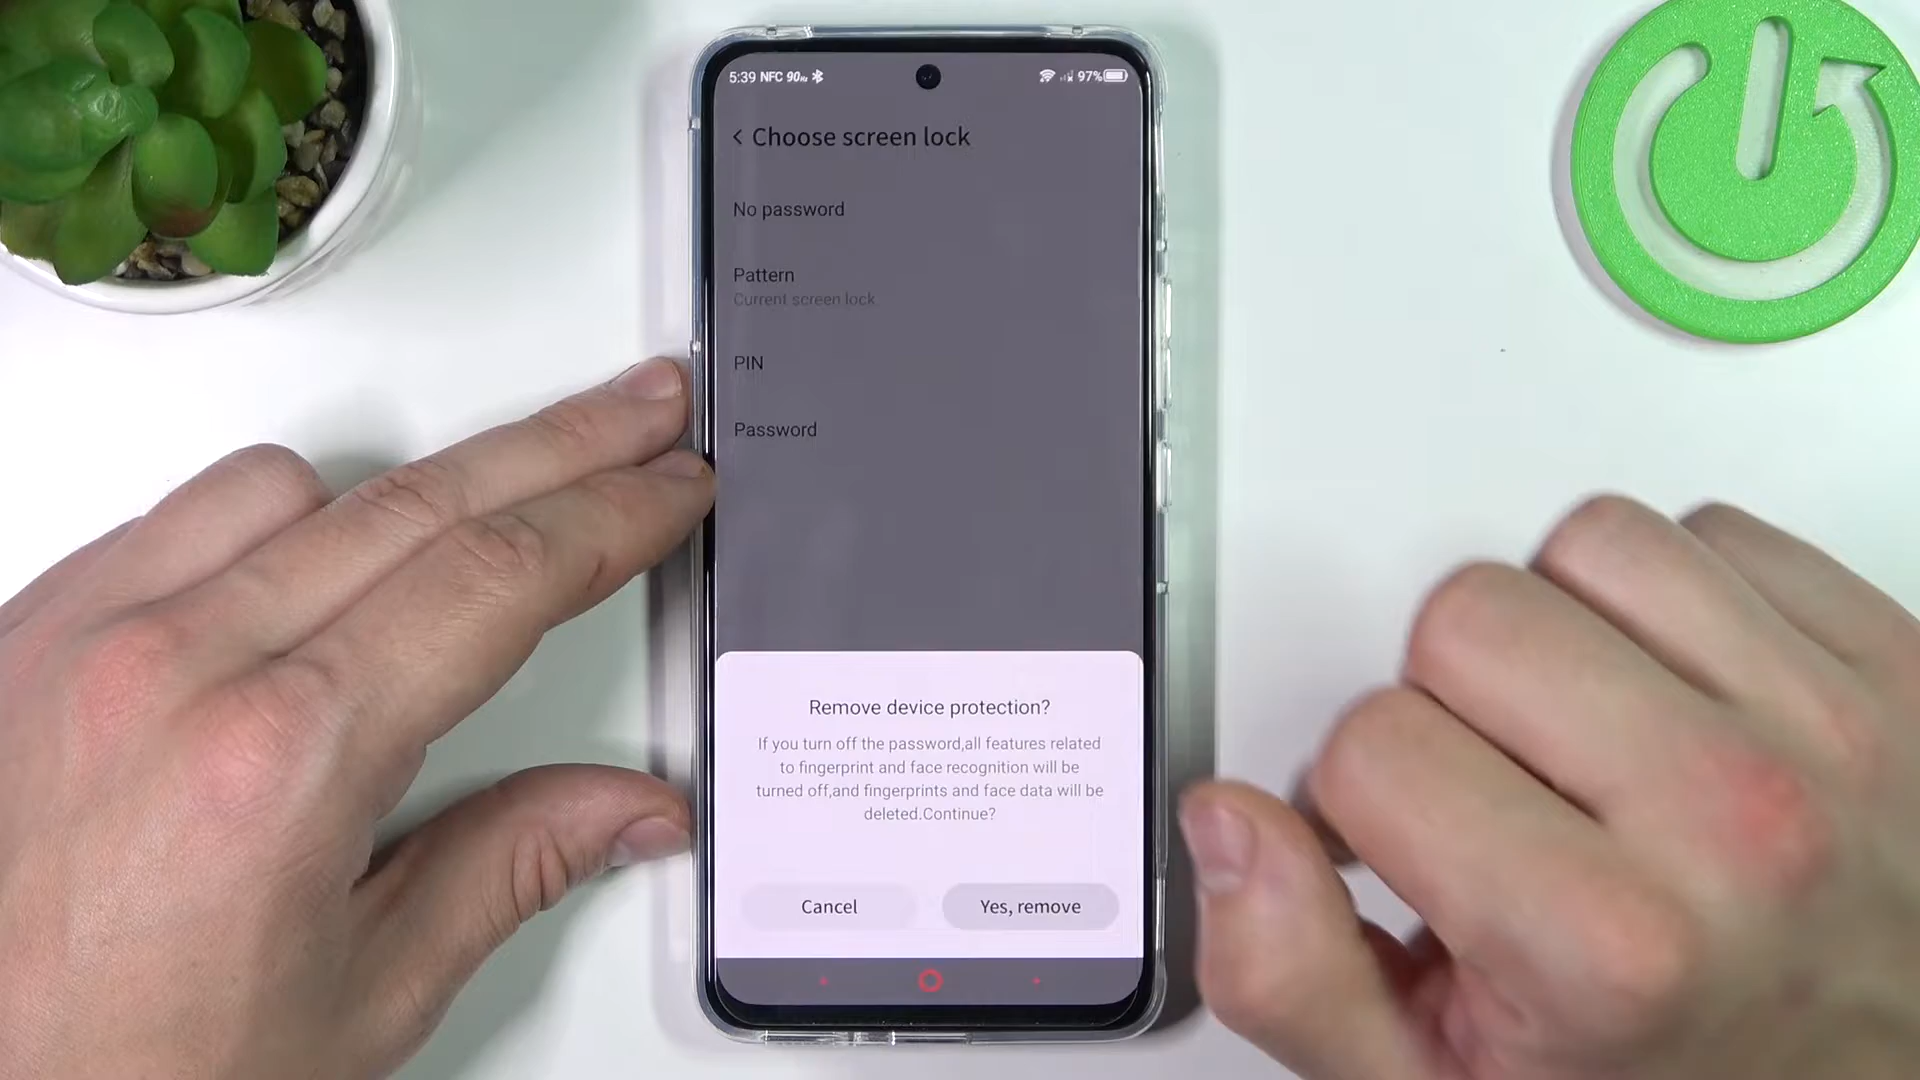 5:39 NFC 90Hz 97%
Choose screen lock
No password
Pattern
Current screen lock
PIN
Password
Remove device protection?
If you turn off the password,all features related
to fingerprint and face recognition will be
turned off,and fingerprints and face data will be
deleted.Continue?
Cancel
Yes, remove